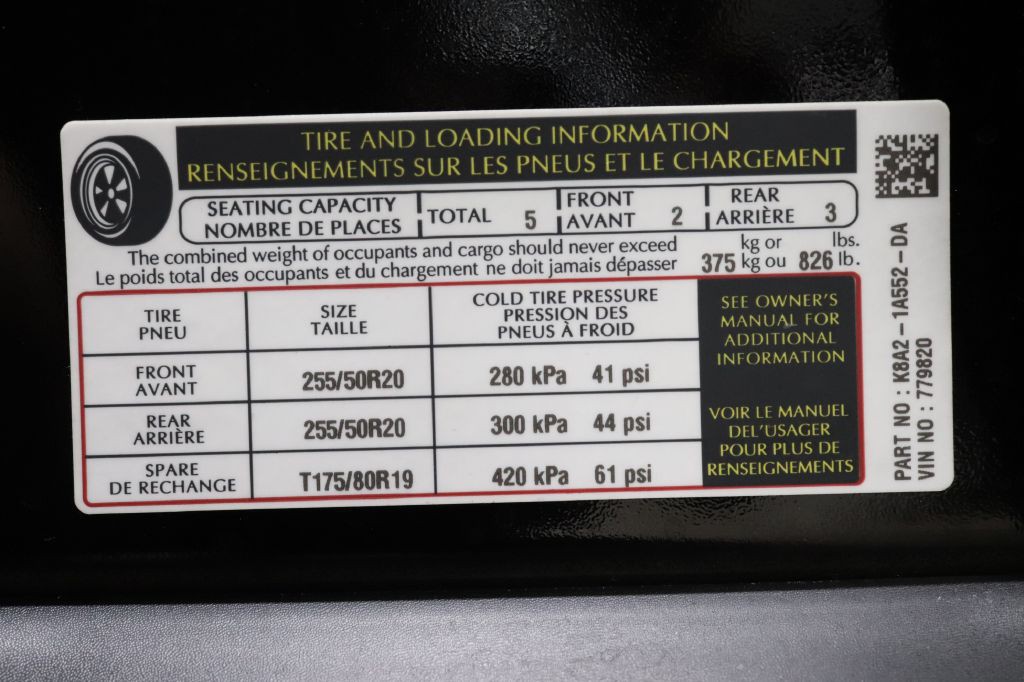 TIRE AND LOADING INFORMATION
RENSEIGNEMENTS SUR LES PNEUS ET LE CHARGEMENT
SEATING CAPACITY
NOMBRE DE PLACES
TOTAL 5
FRONT
AVANT 2
REAR
ARRIÈRE 3
The combined weight of occupants and cargo should never exceed
Le poids total des occupants et du chargement ne doit jamais dépasser
kg or lbs.
375 kg ou 826 lb.
TIRE
PNEU
SIZE
TAILLE
COLD TIRE PRESSURE
PRESSION DES
PNEUS À FROID
FRONT
AVANT
255/50R20
280 kPa 41 psi
REAR
ARRIÈRE
255/50R20
300 kPa 44 psi
SPARE
DE RECHANGE
T175/80R19
420 kPa 61 psi
SEE OWNER'S
MANUAL FOR
ADDITIONAL
INFORMATION
VOIR LE MANUEL
DEL'USAGER
POUR PLUS DE
RENSEIGNEMENTS
PART NO : K8A2 - 1A552 - DA
VIN NO : 779820